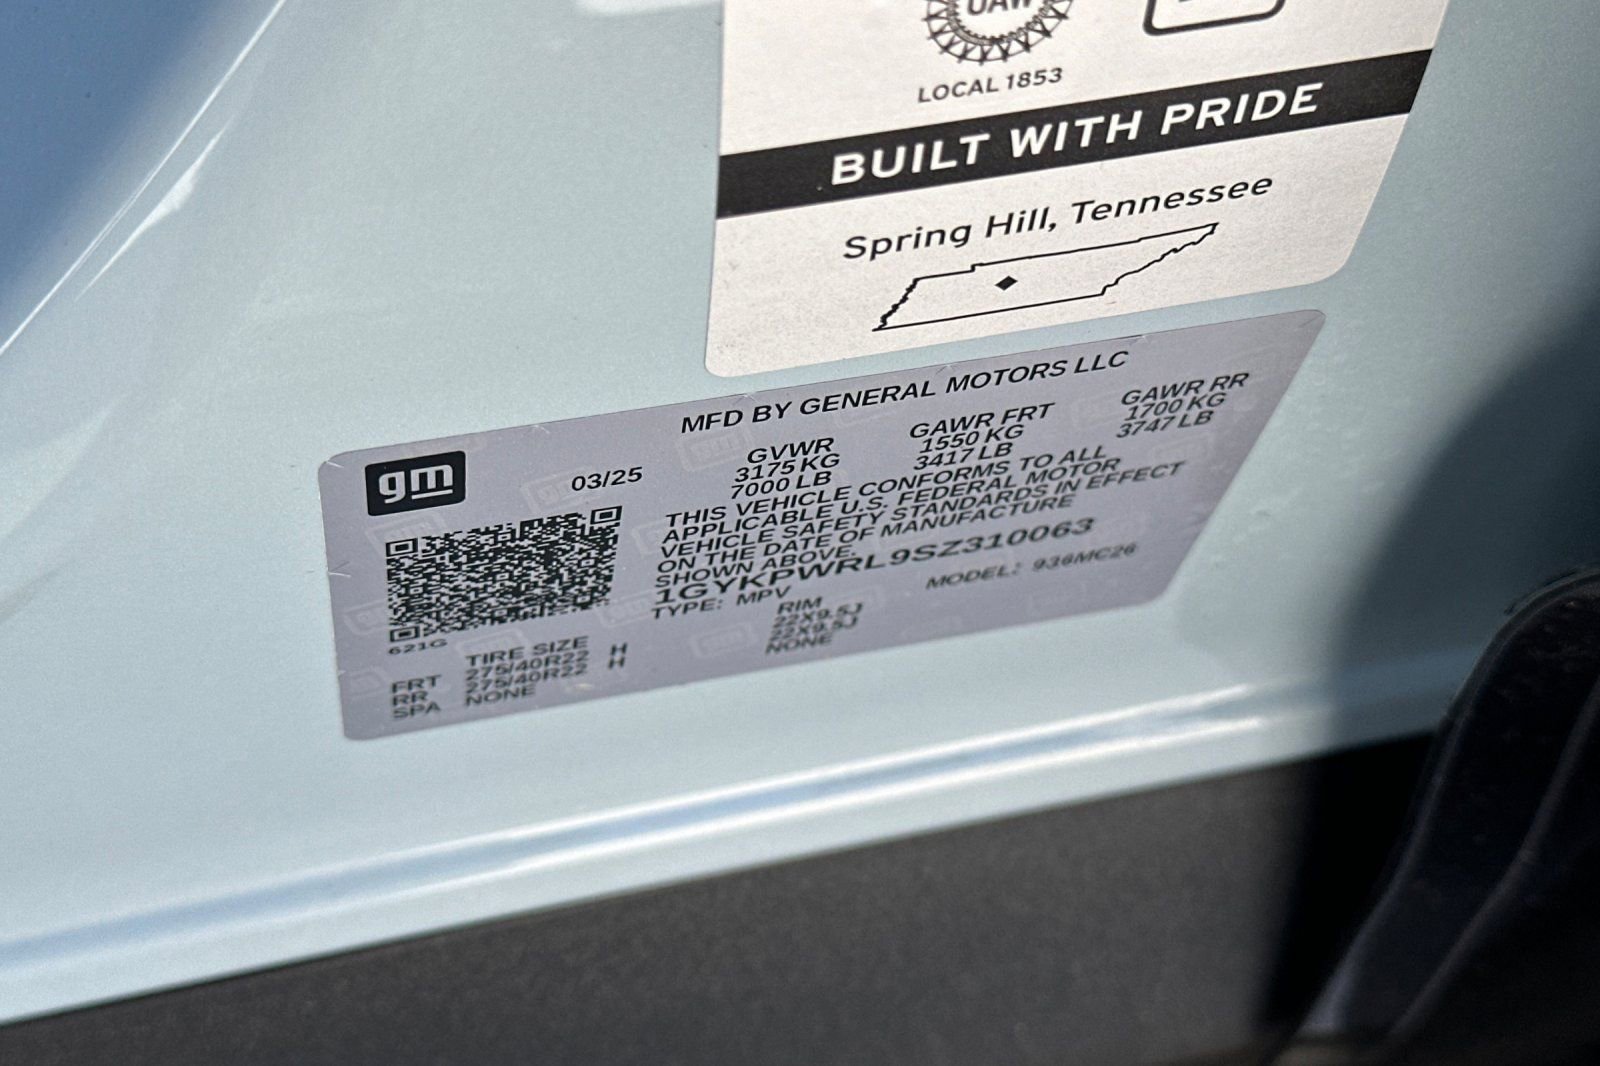 UAW
LOCAL 1853
BUILT WITH PRIDE
Spring Hill, Tennessee
MFD BY GENERAL MOTORS LLC
gm
03/25
GVWR
3175 KG
7000 LB
GAWR FRT
1550 KG
3417 LB
GAWR RR
1700 KG
3747 LB
THIS VEHICLE CONFORMS TO ALL
APPLICABLE U.S. FEDERAL MOTOR
VEHICLE SAFETY STANDARDS IN EFFECT
ON THE DATE OF MANUFACTURE
SHOWN ABOVE.
1GYKPWRL9SZ310063
TYPE: MPV MODEL: 936MC26
621G
TIRE SIZE RIM
FRT 275/40R22 H 22X9.5J
RR 275/40R22 H 22X9.5J
SPA NONE NONE